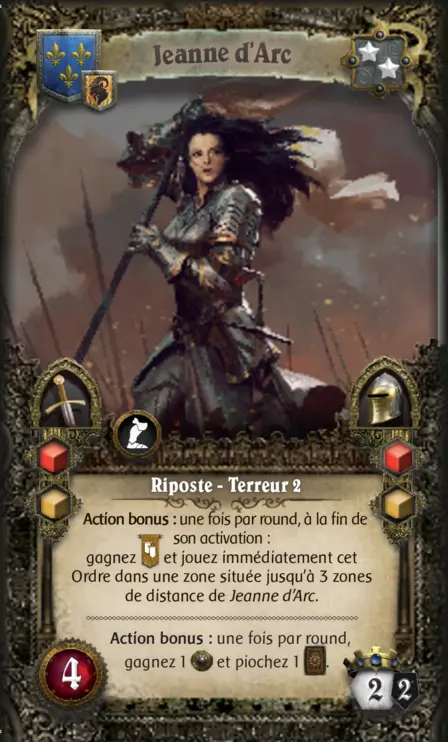 Jeanne d'Arc
Riposte - Terreur 2
Action bonus : une fois par round, à la fin de
son activation :
gagnez et jouez immédiatement cet
Ordre dans une zone située jusqu'à 3 zones
de distance de Jeanne d'Arc.
Action bonus : une fois par round,
gagnez 1 et piochez 1 .
4
2 2